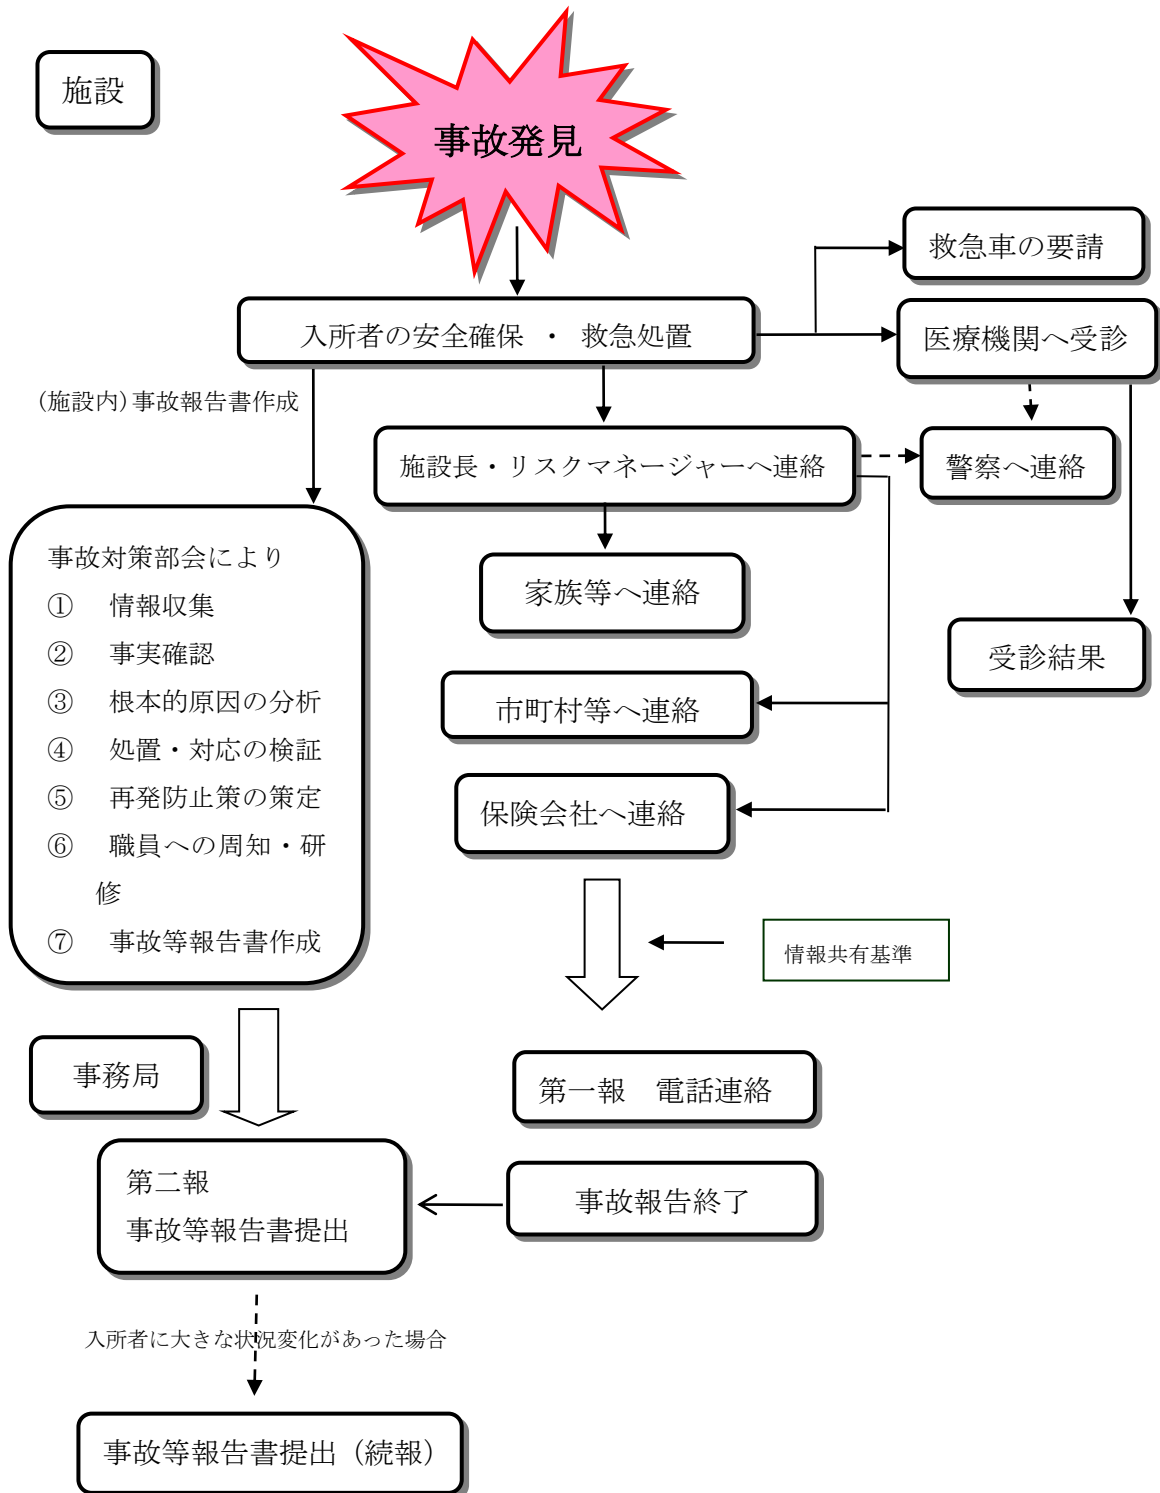 施設
事故発見
救急車の要請
入所者の安全確保 ・ 救急処置
医療機関へ受診
(施設内)事故報告書作成
施設長・リスクマネージャーへ連絡
警察へ連絡
事故対策部会により
① 情報収集
② 事実確認
③ 根本的原因の分析
④ 処置・対応の検証
⑤ 再発防止策の策定
⑥ 職員への周知・研
修
⑦ 事故等報告書作成
家族等へ連絡
受診結果
市町村等へ連絡
保険会社へ連絡
情報共有基準
事務局
第一報 電話連絡
第二報
事故等報告書提出
事故報告終了
入所者に大きな状況変化があった場合
事故等報告書提出（続報）